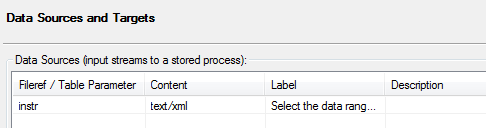 Data Sources and Targets
Data Sources (input streams to a stored process):
Fileref / Table Parameter Content Label Description
instr text/xml Select the data rang...